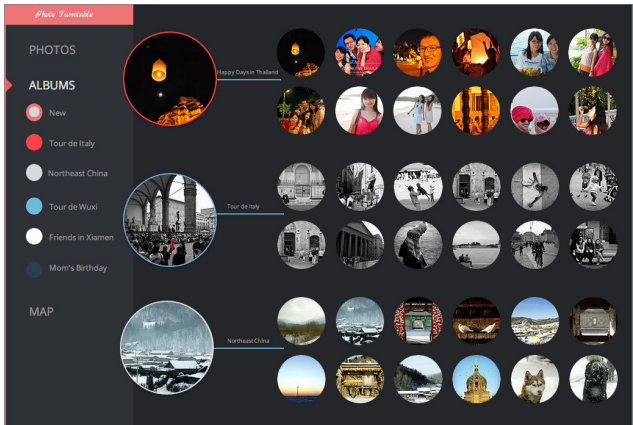 Photo Turntable
PHOTOS
ALBUMS
New
Tour de Italy
Northeast China
Tour de Wuxi
Friends in Xiamen
Mom's Birthday
MAP
Happy Days in Thailand
Tour de Italy
Northeast China